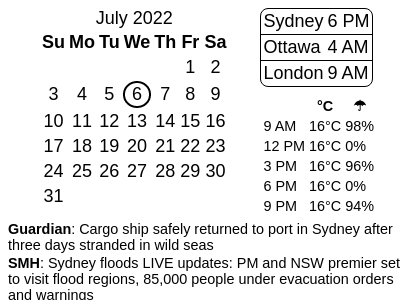 July 2022
Su Mo Tu We Th Fr Sa
1 2
3 4 5 6 7 8 9
10 11 12 13 14 15 16
17 18 19 20 21 22 23
24 25 26 27 28 29 30
31
Sydney 6 PM
Ottawa 4 AM
London 9 AM
°C ☂
9 AM 16°C 98%
12 PM 16°C 0%
3 PM 16°C 96%
6 PM 16°C 0%
9 PM 16°C 94%
Guardian: Cargo ship safely returned to port in Sydney after
three days stranded in wild seas
SMH: Sydney floods LIVE updates: PM and NSW premier set
to visit flood regions, 85,000 people under evacuation orders
and warnings